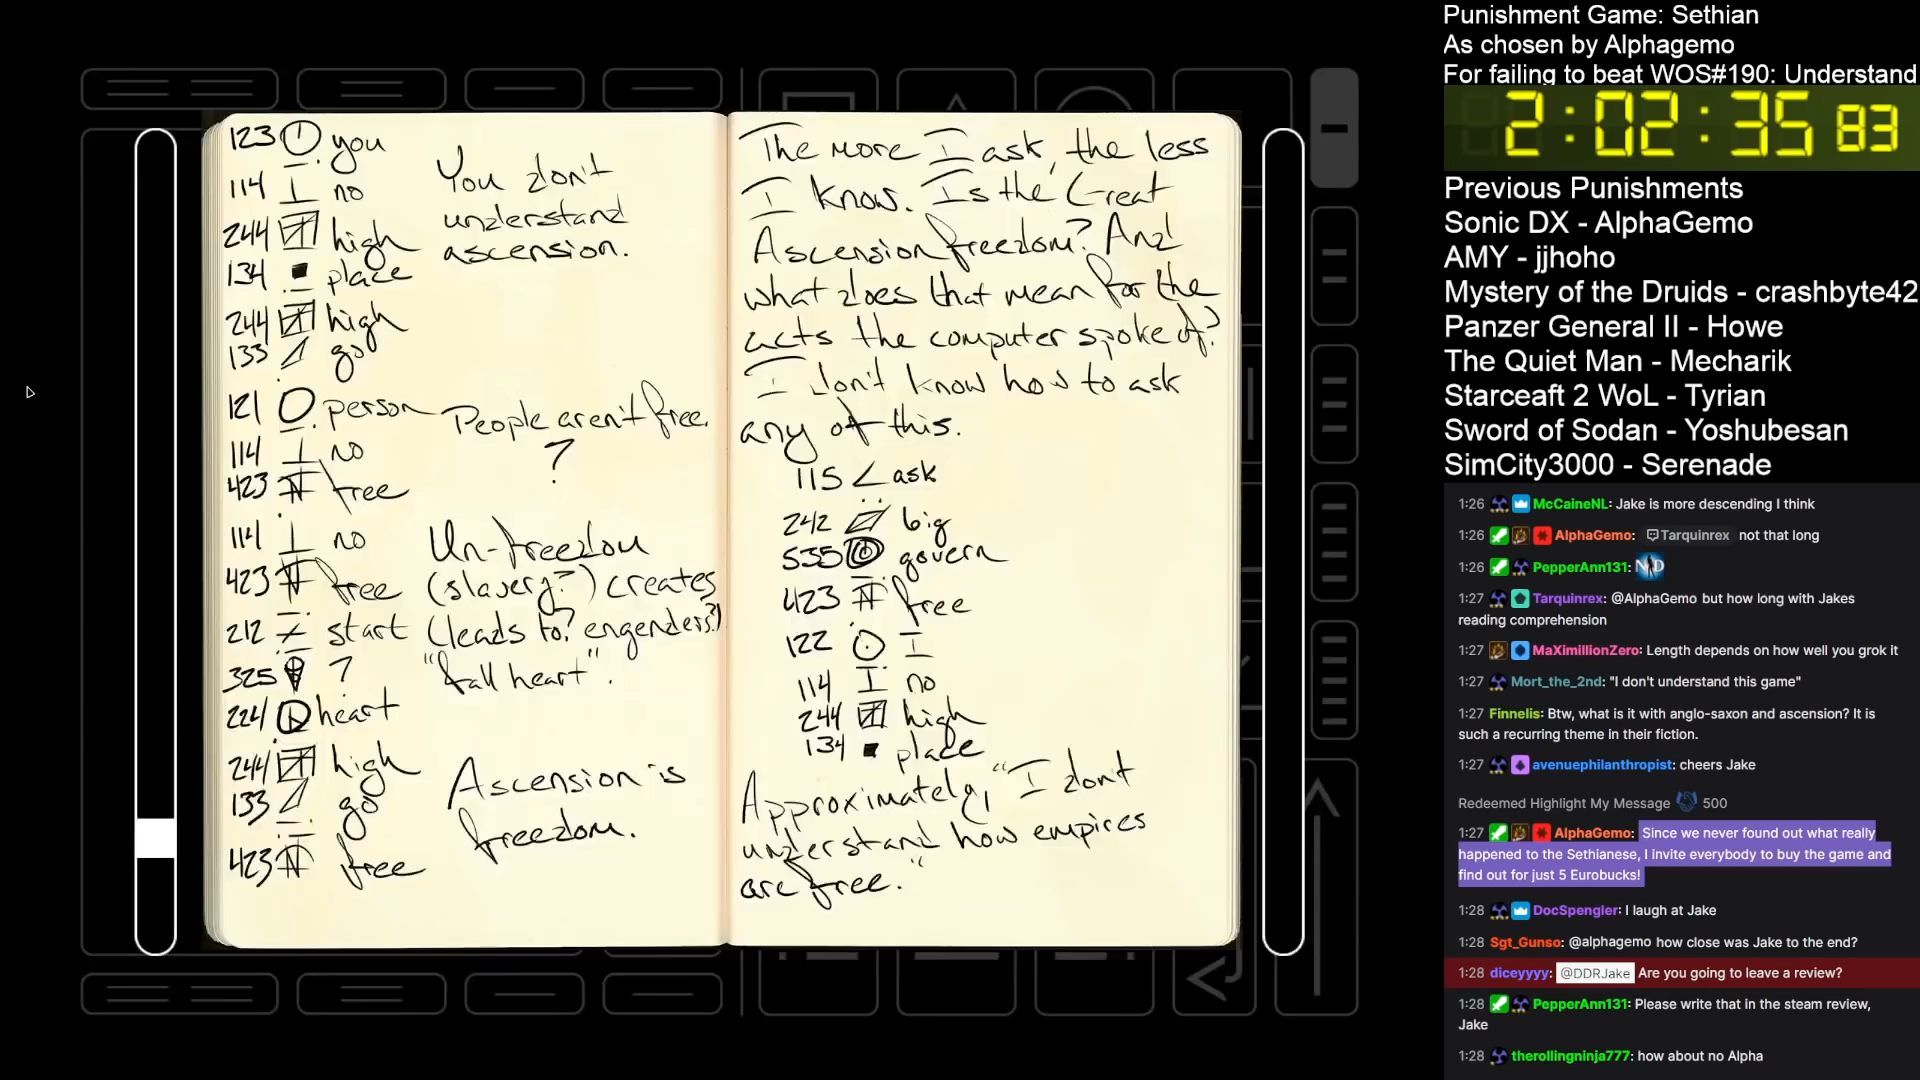 123 you
114 no
244 high
134 place
244 high
133 go
You don't
understand
ascension.
121 person
114 no
423 free
People aren't free.
?
114 no
423 free
212 start
325 ?
224 heart
Un-freedom
(slavery?) creates
(leads to? engenders?)
"fall heart".
244 high
133 go
423 free
Ascension is
freedom.
The more I ask, the less
I know. Is the Great
Ascension freedom? And
what does that mean for the
acts the computer spoke of?
I don't know how to ask
any of this.
115 ask
242 big
535 govern
423 free
122 I
114 no
244 high
134 place
Approximately, "I dont
understand how empires
are free."
Punishment Game: Sethian
As chosen by Alphagemo
For failing to beat WOS#190: Understand
2:02:35 83
Previous Punishments
Sonic DX - AlphaGemo
AMY - jjhoho
Mystery of the Druids - crashbyte42
Panzer General II - Howe
The Quiet Man - Mecharik
Starceaft 2 WoL - Tyrian
Sword of Sodan - Yoshubesan
SimCity3000 - Serenade
1:26 McCaineNL: Jake is more descending I think
1:26 AlphaGemo: Tarquinrex not that long
1:26 PepperAnn131:
1:27 Tarquinrex: @AlphaGemo but how long with Jakes
reading comprehension
1:27 MaXimillionZero: Length depends on how well you grok it
1:27 Mort_the_2nd: "I don't understand this game"
1:27 Finnelis: Btw, what is it with anglo-saxon and ascension? It is
such a recurring theme in their fiction.
1:27 avenuephilanthropist: cheers Jake
Redeemed Highlight My Message 500
1:27 AlphaGemo: Since we never found out what really
happened to the Sethianese, I invite everybody to buy the game and
find out for just 5 Eurobucks!
1:28 DocSpengler: I laugh at Jake
1:28 Sgt_Gunso: @alphagemo how close was Jake to the end?
1:28 diceyyyy: @DDRJake Are you going to leave a review?
1:28 PepperAnn131: Please write that in the steam review,
Jake
1:28 therollingninja777: how about no Alpha